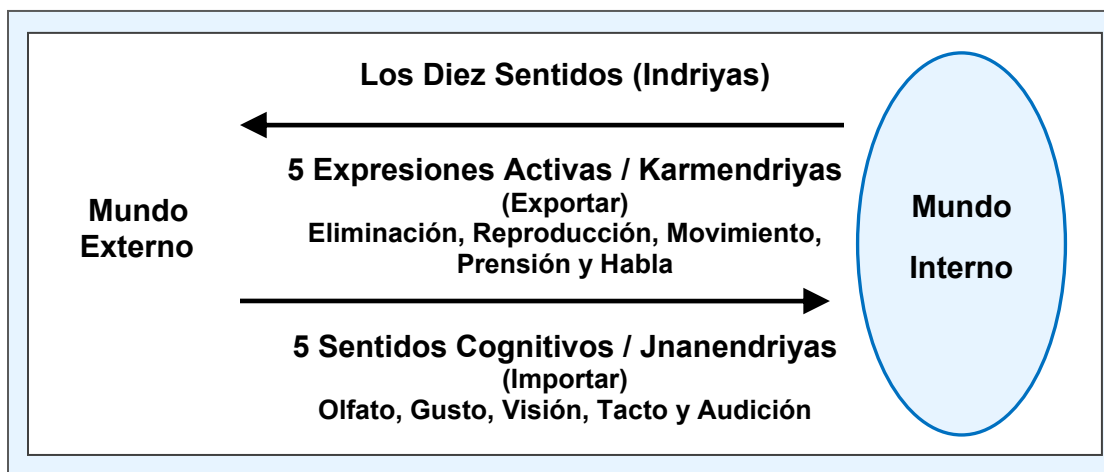 Los Diez Sentidos (Indriyas)
5 Expresiones Activas / Karmendriyas
(Exportar)
Eliminación, Reproducción, Movimiento,
Prensión y Habla
Mundo
Externo
Mundo
Interno
5 Sentidos Cognitivos / Jnanendriyas
(Importar)
Olfato, Gusto, Visión, Tacto y Audición